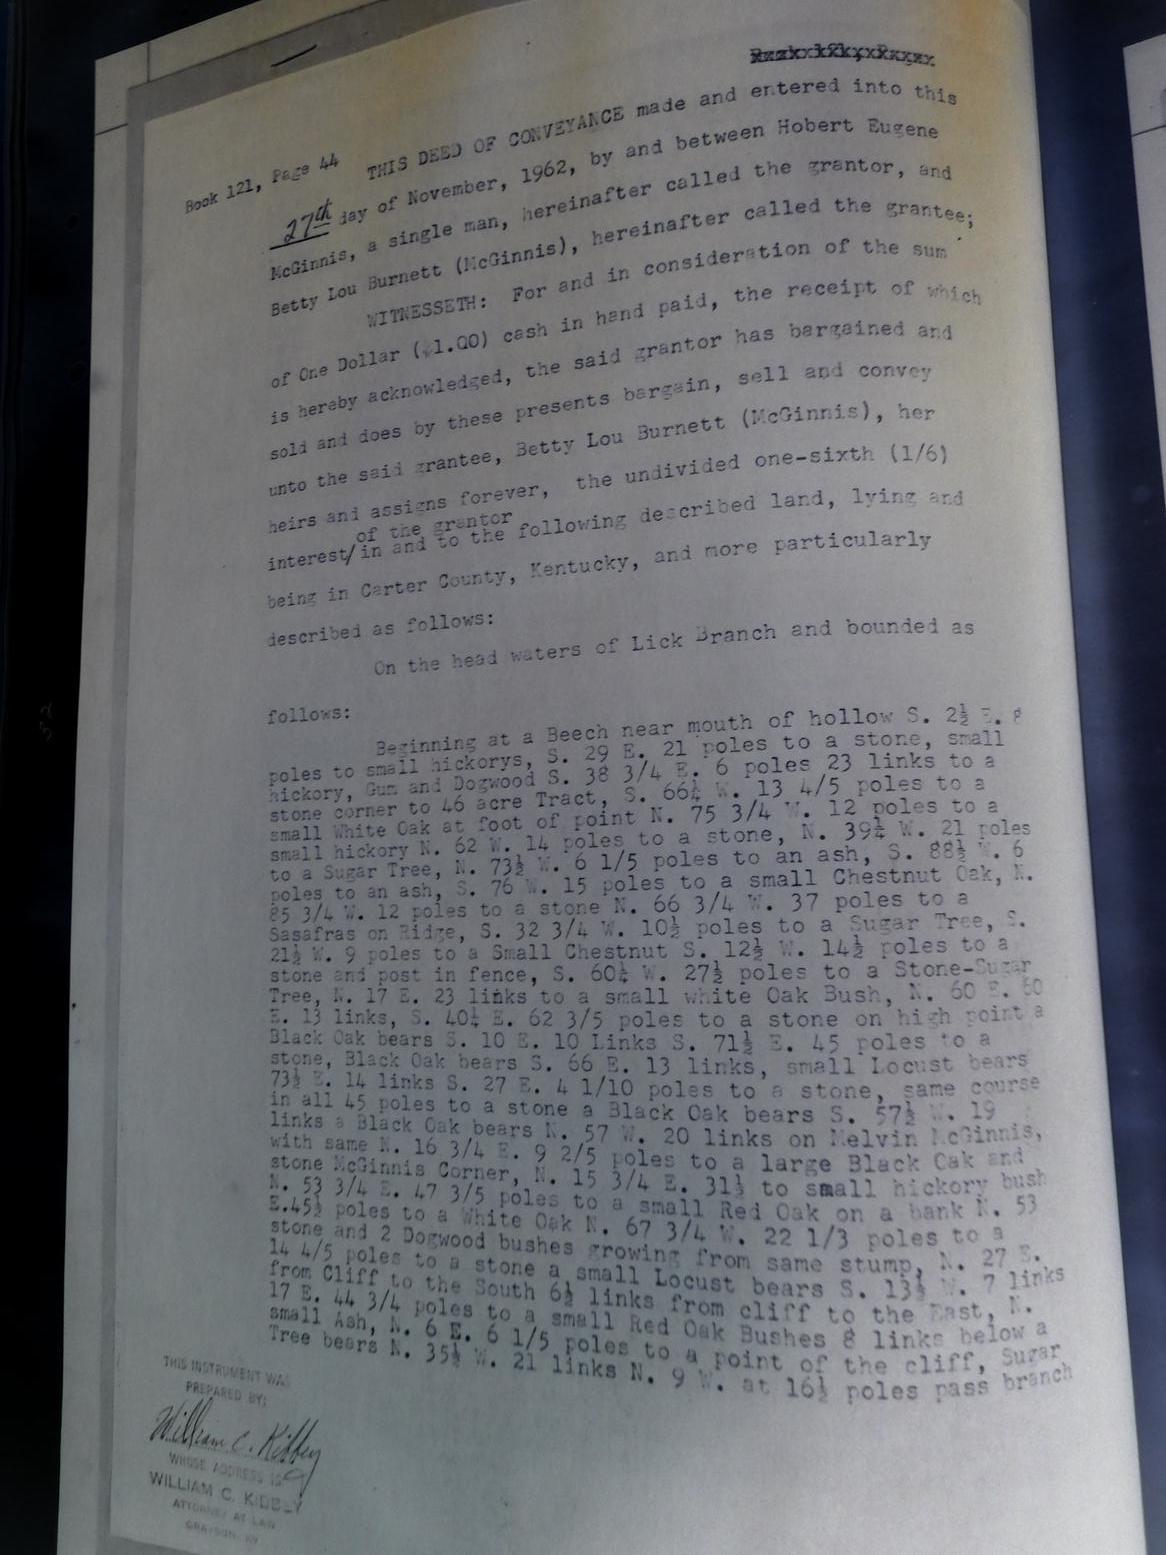 Book 121, Page 44
THIS DEED OF CONVEYANCE made and entered into this
27th day of November, 1962, by and between Hobert Eugene
McGinnis, a single man, hereinafter called the grantor, and
Betty Lou Burnett (McGinnis), hereinafter called the grantee;
WITNESSETH: For and in consideration of the sum
of One Dollar ($1.00) cash in hand paid, the receipt of which
is hereby acknowledged, the said grantor has bargained and
sold and does by these presents bargain, sell and convey
unto the said grantee, Betty Lou Burnett (McGinnis), her
heirs and assigns forever, the undivided one-sixth (1/6)
of the grantor
interest/in and to the following described land, lying and
being in Carter County, Kentucky, and more particularly
described as follows:
On the head waters of Lick Branch and bounded as
follows:
Beginning at a Beech near mouth of hollow S. 2½ E. 8
poles to small hickorys, S. 29 E. 21 poles to a stone, small
hickory, Gum and Dogwood S. 38 3/4 E. 6 poles 23 links to a
stone corner to 46 acre Tract, S. 66¼ W. 13 4/5 poles to a
small White Oak at foot of point N. 75 3/4 W. 12 poles to a
small hickory N. 62 W. 14 poles to a stone, N. 39¼ W. 21 poles
to a Sugar Tree, N. 73½ W. 6 1/5 poles to an ash, S. 88½ W. 6
poles to an ash, S. 76 W. 15 poles to a small Chestnut Oak, N.
85 3/4 W. 12 poles to a stone N. 66 3/4 W. 37 poles to a
Sasafras on Ridge, S. 32 3/4 W. 10½ poles to a Sugar Tree, S.
21½ W. 9 poles to a Small Chestnut S. 12½ W. 14½ poles to a
stone and post in fence, S. 60¼ W. 27½ poles to a Stone-Sugar
Tree, N. 17 E. 23 links to a small white Oak Bush, N. 60 E. 60
E. 13 links, S. 40¼ E. 62 3/5 poles to a stone on high point a
Black Oak bears S. 10 E. 10 Links S. 71½ E. 45 poles to a
stone, Black Oak bears S. 66 E. 13 links, small Locust bears
73½ E. 14 links S. 27 E. 4 1/10 poles to a stone, same course
in all 45 poles to a stone a Black Oak bears S. 57½ W. 19
links a Black Oak bears N. 57 W. 20 links on Melvin McGinnis,
with same N. 16 3/4 E. 9 2/5 poles to a large Black Oak and
stone McGinnis Corner, N. 15 3/4 E. 31½ to small hickory bush
N. 53 3/4 E. 47 3/5 poles to a small Red Oak on a bank N. 53
E.45½ poles to a White Oak N. 67 3/4 W. 22 1/3 poles to a
stone and 2 Dogwood bushes growing from same stump, N. 27 E.
14 4/5 poles to a stone a small Locust bears S. 13½ W. 7 links
from Cliff to the South 6½ links from cliff to the East, N.
17 E. 44 3/4 poles to a small Red Oak Bushes 8 links below a
small Ash, N. 6 E. 6 1/5 poles to a point of the cliff, Sugar
Tree bears N. 35½ W. 21 links N. 9 W. at 16½ poles pass branch
THIS INSTRUMENT WAS
PREPARED BY:
William C. Kibbey
WHOSE ADDRESS IS
WILLIAM C. KIBBEY
ATTORNEY AT LAW
GRAYSON, KY